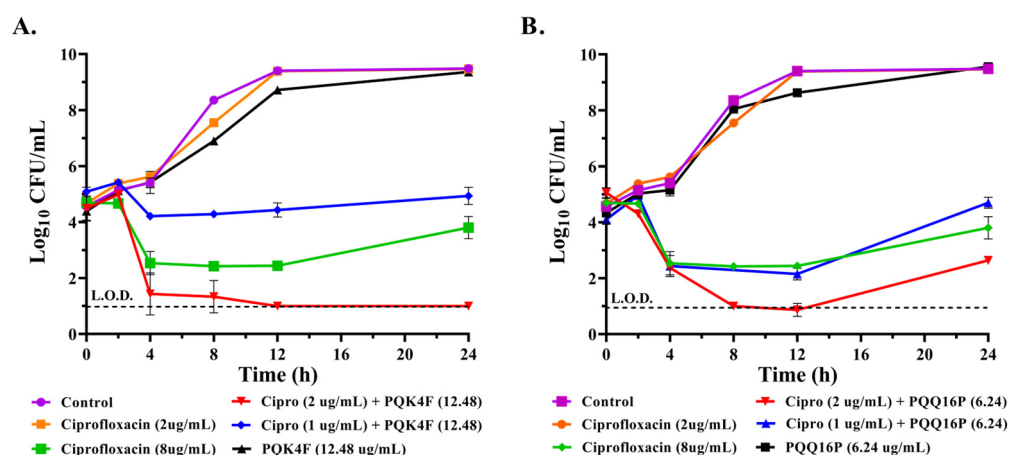 A.
10
8
6
4
2
0
Log10 CFU/mL
L.O.D.
0 4 8 12 16 20 24
Time (h)
Control
Ciprofloxacin (2ug/mL)
Ciprofloxacin (8ug/mL)
Cipro (2 ug/mL) + PQK4F (12.48)
Cipro (1 ug/mL) + PQK4F (12.48)
PQK4F (12.48 ug/mL)
B.
10
8
6
4
2
0
Log10 CFU/mL
L.O.D.
0 4 8 12 16 20 24
Time (h)
Control
Ciprofloxacin (2ug/mL)
Ciprofloxacin (8ug/mL)
Cipro (2 ug/mL) + PQQ16P (6.24)
Cipro (1 ug/mL) + PQQ16P (6.24)
PQQ16P (6.24 ug/mL)